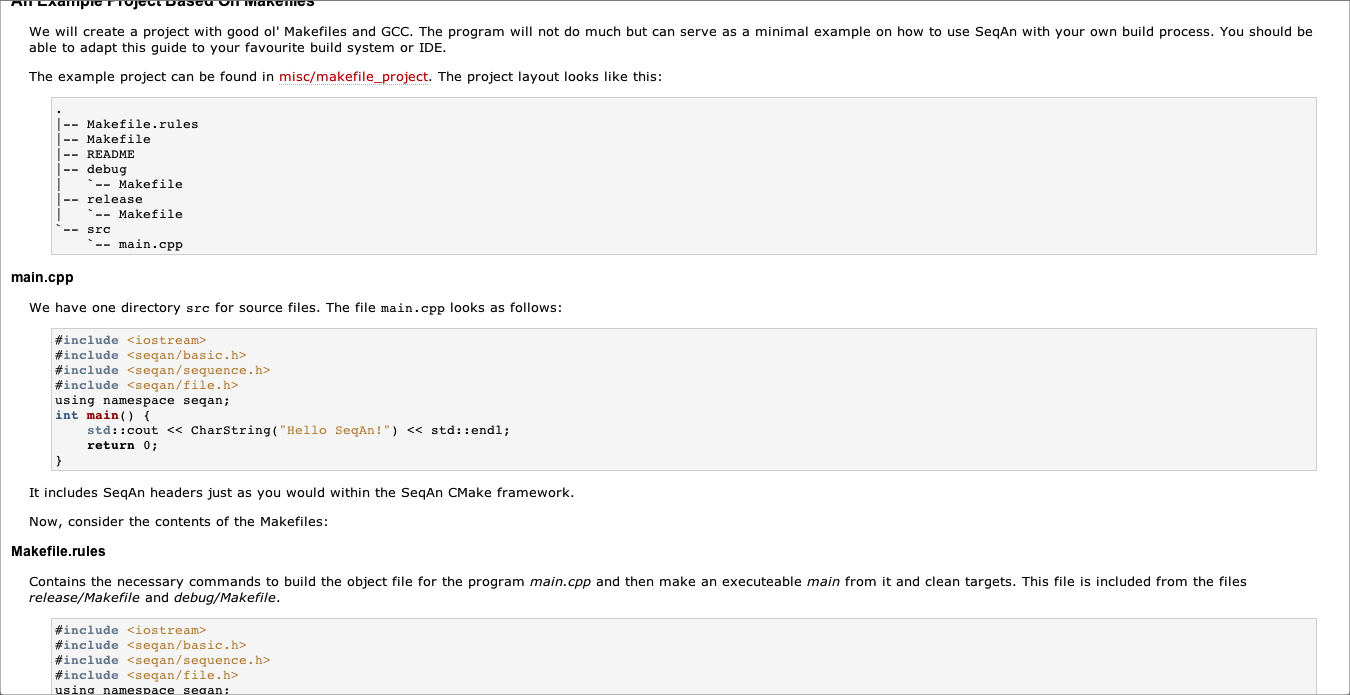 An Example Project Based On Makefiles
We will create a project with good ol' Makefiles and GCC. The program will not do much but can serve as a minimal example on how to use SeqAn with your own build process. You should be
able to adapt this guide to your favourite build system or IDE.
The example project can be found in misc/makefile_project. The project layout looks like this:
.
|-- Makefile.rules
|-- Makefile
|-- README
|-- debug
|   `-- Makefile
|-- release
|   `-- Makefile
`-- src
    `-- main.cpp
main.cpp
We have one directory src for source files. The file main.cpp looks as follows:
#include <iostream>
#include <seqan/basic.h>
#include <seqan/sequence.h>
#include <seqan/file.h>
using namespace seqan;
int main() {
    std::cout << CharString("Hello SeqAn!") << std::endl;
    return 0;
}
It includes SeqAn headers just as you would within the SeqAn CMake framework.
Now, consider the contents of the Makefiles:
Makefile.rules
Contains the necessary commands to build the object file for the program main.cpp and then make an executeable main from it and clean targets. This file is included from the files
release/Makefile and debug/Makefile.
#include <iostream>
#include <seqan/basic.h>
#include <seqan/sequence.h>
#include <seqan/file.h>
using namespace seqan;